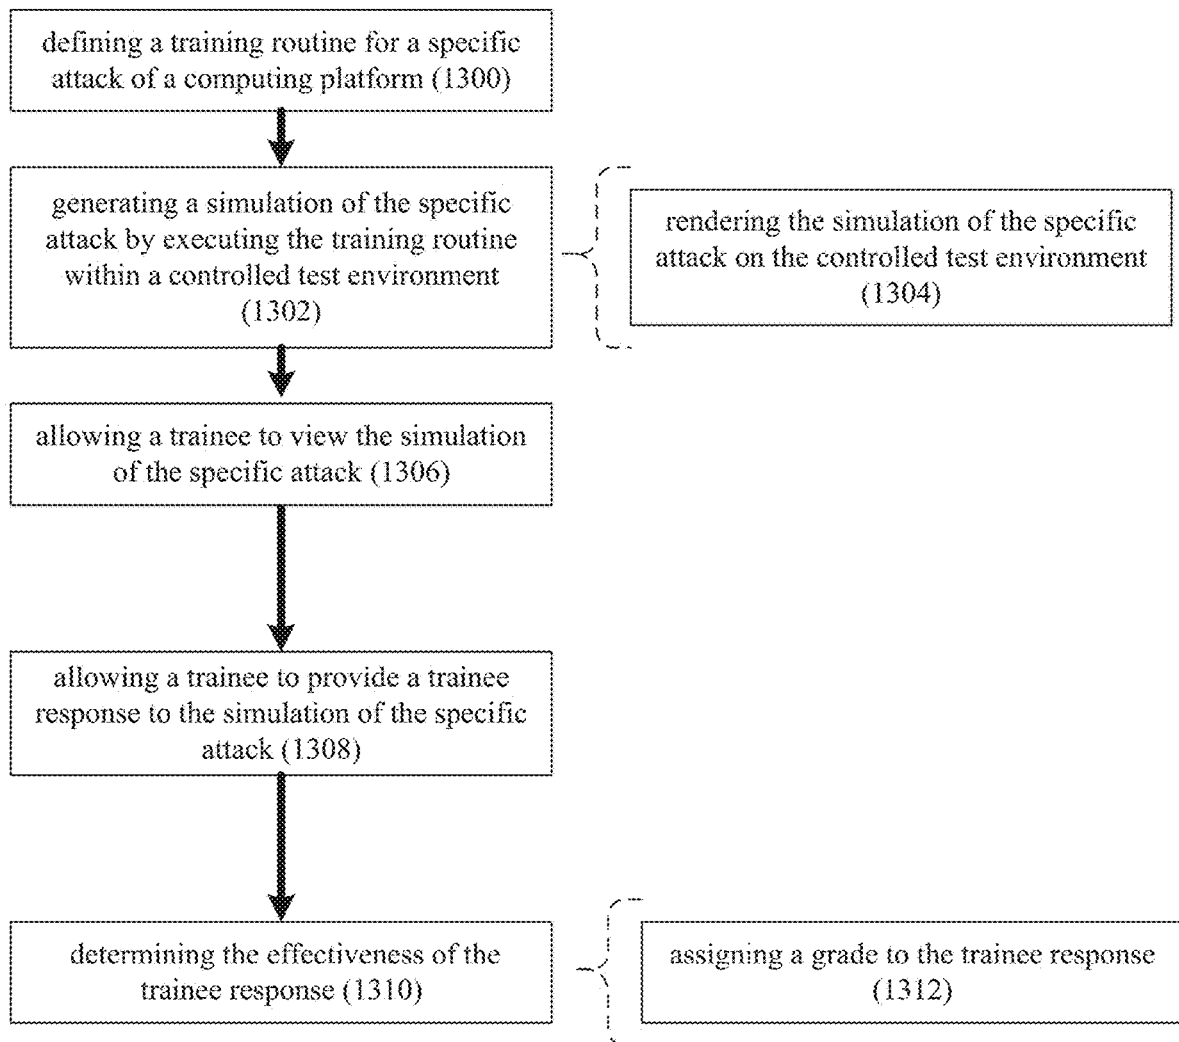 defining a training routine for a specific
attack of a computing platform (1300)
generating a simulation of the specific
attack by executing the training routine
within a controlled test environment
(1302)
rendering the simulation of the specific
attack on the controlled test environment
(1304)
allowing a trainee to view the simulation
of the specific attack (1306)
allowing a trainee to provide a trainee
response to the simulation of the specific
attack (1308)
determining the effectiveness of the
trainee response (1310)
assigning a grade to the trainee response
(1312)